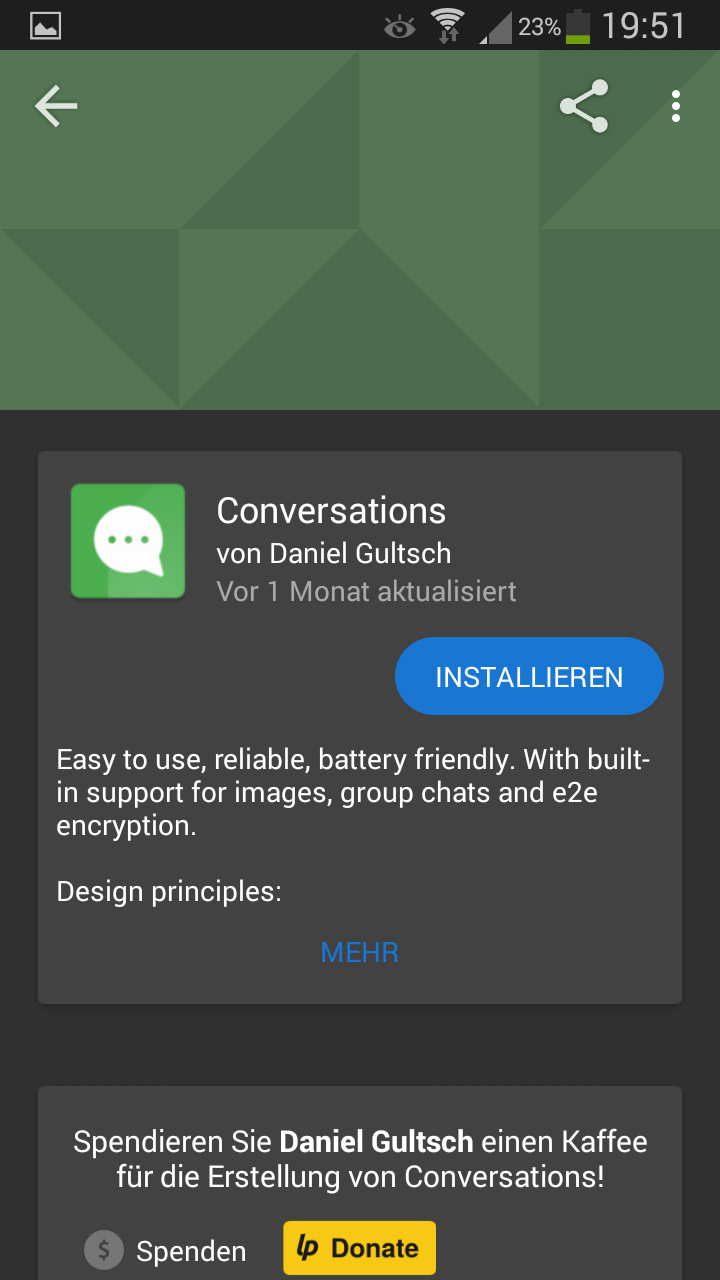 23% 19:51
Conversations
von Daniel Gultsch
Vor 1 Monat aktualisiert
INSTALLIEREN
Easy to use, reliable, battery friendly. With built-
in support for images, group chats and e2e
encryption.
Design principles:
MEHR
Spendieren Sie Daniel Gultsch einen Kaffee
für die Erstellung von Conversations!
$ Spenden lp Donate